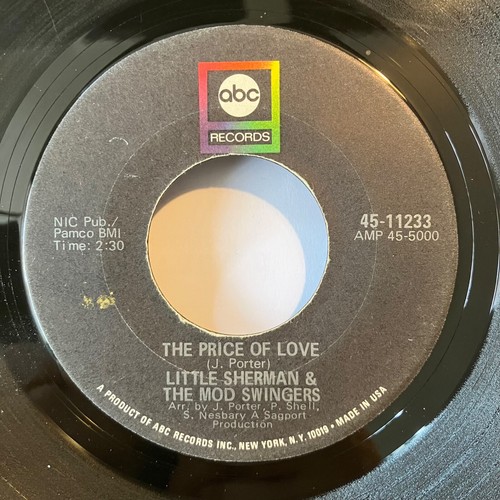 abc
RECORDS
NIC Pub./
Pamco BMI
Time: 2:30
45-11233
AMP 45-5000
THE PRICE OF LOVE
(J. Porter)
LITTLE SHERMAN &
THE MOD SWINGERS
Arr. by J. Porter, P. Shell,
S. Nesbary A Sagport
Production
A PRODUCT OF ABC RECORDS INC., NEW YORK, N.Y. 10019 • MADE IN USA